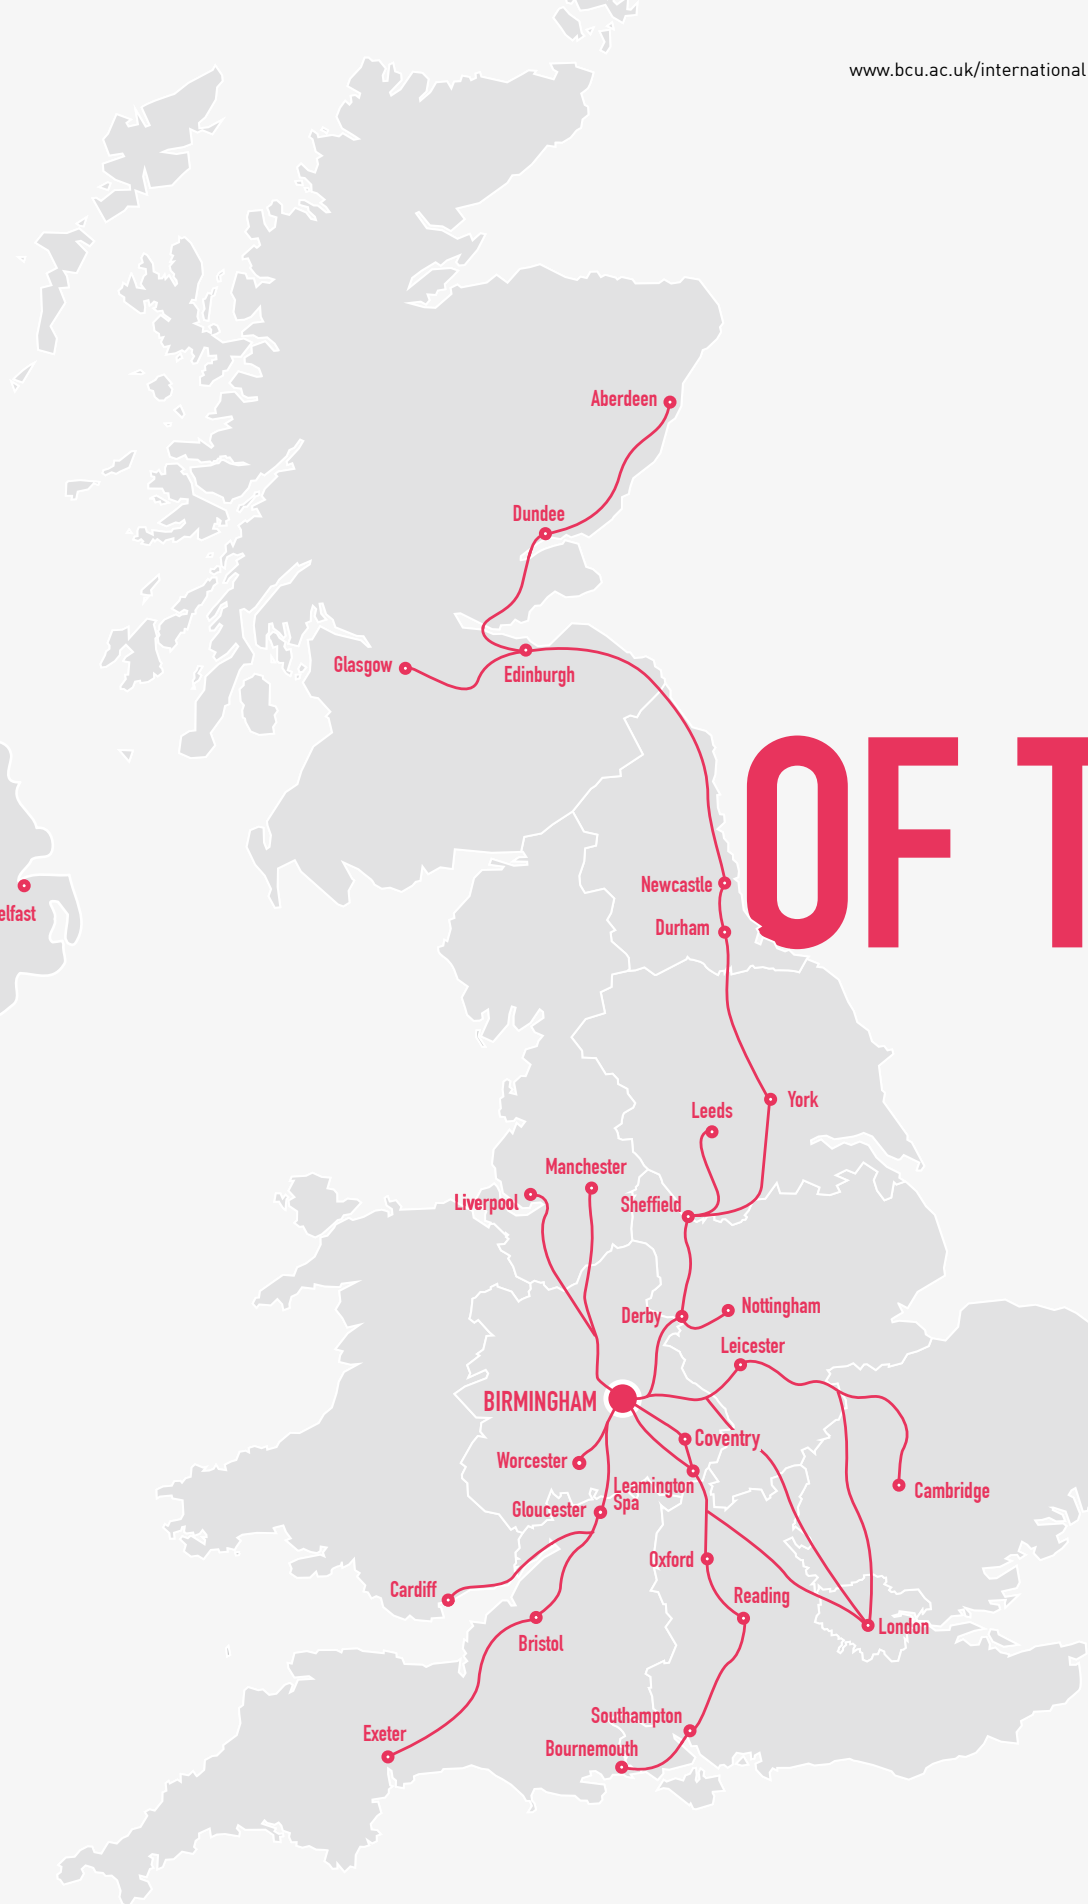 www.bcu.ac.uk/international
Aberdeen
Dundee
Glasgow
Edinburgh
OF T
Newcastle
elfast
Durham
York
Leeds
Manchester
Liverpool
Sheffield
Nottingham
Derby
Leicester
BIRMINGHAM
Coventry
Worcester
Leamington
Spa
Cambridge
Gloucester
Oxford
Cardiff
Reading
London
Bristol
Southampton
Exeter
Bournemouth